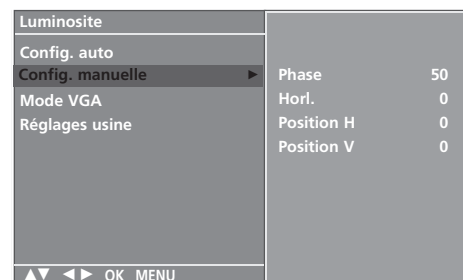 Luminosite
Config. auto
Config. manuelle ►
Mode VGA
Réglages usine
Phase 50
Horl. 0
Position H 0
Position V 0
▲▼ ◄► OK MENU